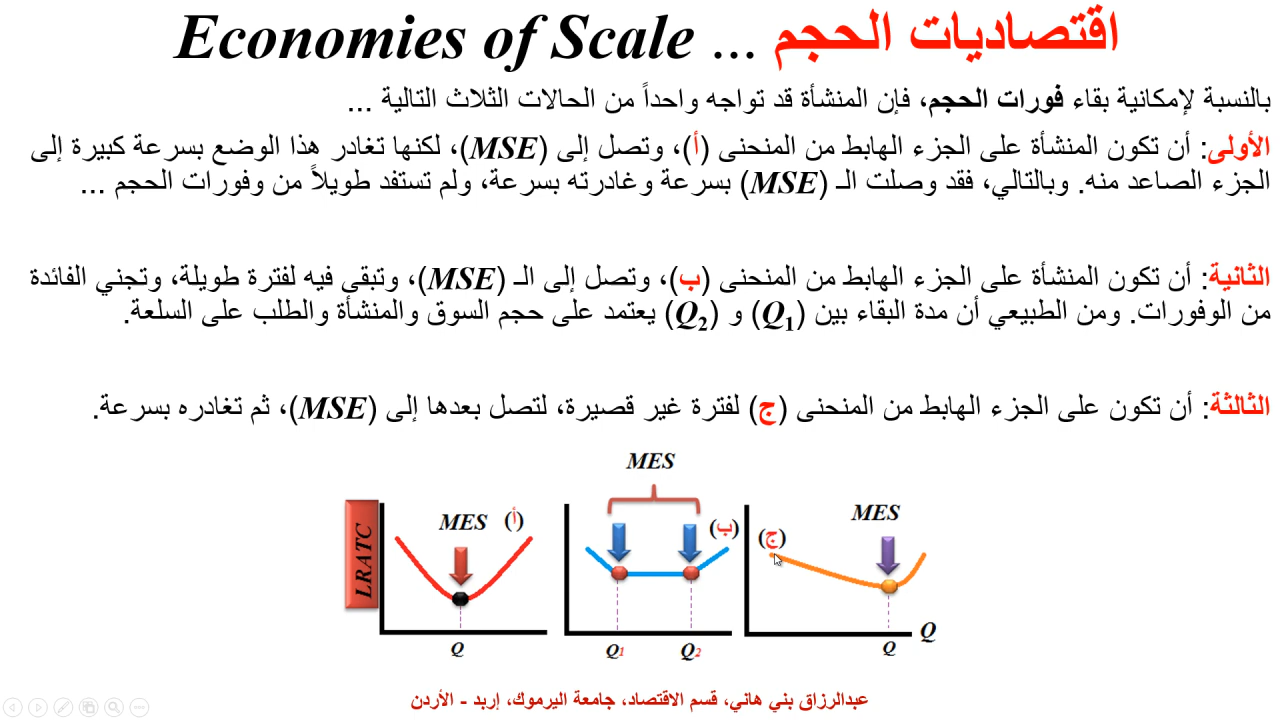 اقتصاديات الحجم ... Economies of Scale
بالنسبة لإمكانية بقاء فورات الحجم، فإن المنشأة قد تواجه واحداً من الحالات الثلاث التالية ...
الأولى: أن تكون المنشأة على الجزء الهابط من المنحنى (أ)، وتصل إلى (MSE)، لكنها تغادر هذا الوضع بسرعة كبيرة إلى
الجزء الصاعد منه. وبالتالي، فقد وصلت الـ (MSE) بسرعة وغادرته بسرعة، ولم تستفد طويلاً من وفورات الحجم ...
الثانية: أن تكون المنشأة على الجزء الهابط من المنحنى (ب)، وتصل إلى الـ (MSE)، وتبقى فيه لفترة طويلة، وتجني الفائدة
من الوفورات. ومن الطبيعي أن مدة البقاء بين (Q1) و (Q2) يعتمد على حجم السوق والمنشأة والطلب على السلعة.
الثالثة: أن تكون على الجزء الهابط من المنحنى (ج) لفترة غير قصيرة، لتصل بعدها إلى (MSE)، ثم تغادره بسرعة.
MES
MES (أ)
(ب)
(ج)
MES
LRATC
Q
Q1
Q2
Q
Q
عبدالرزاق بني هاني، قسم الاقتصاد، جامعة اليرموك، إربد - الأردن